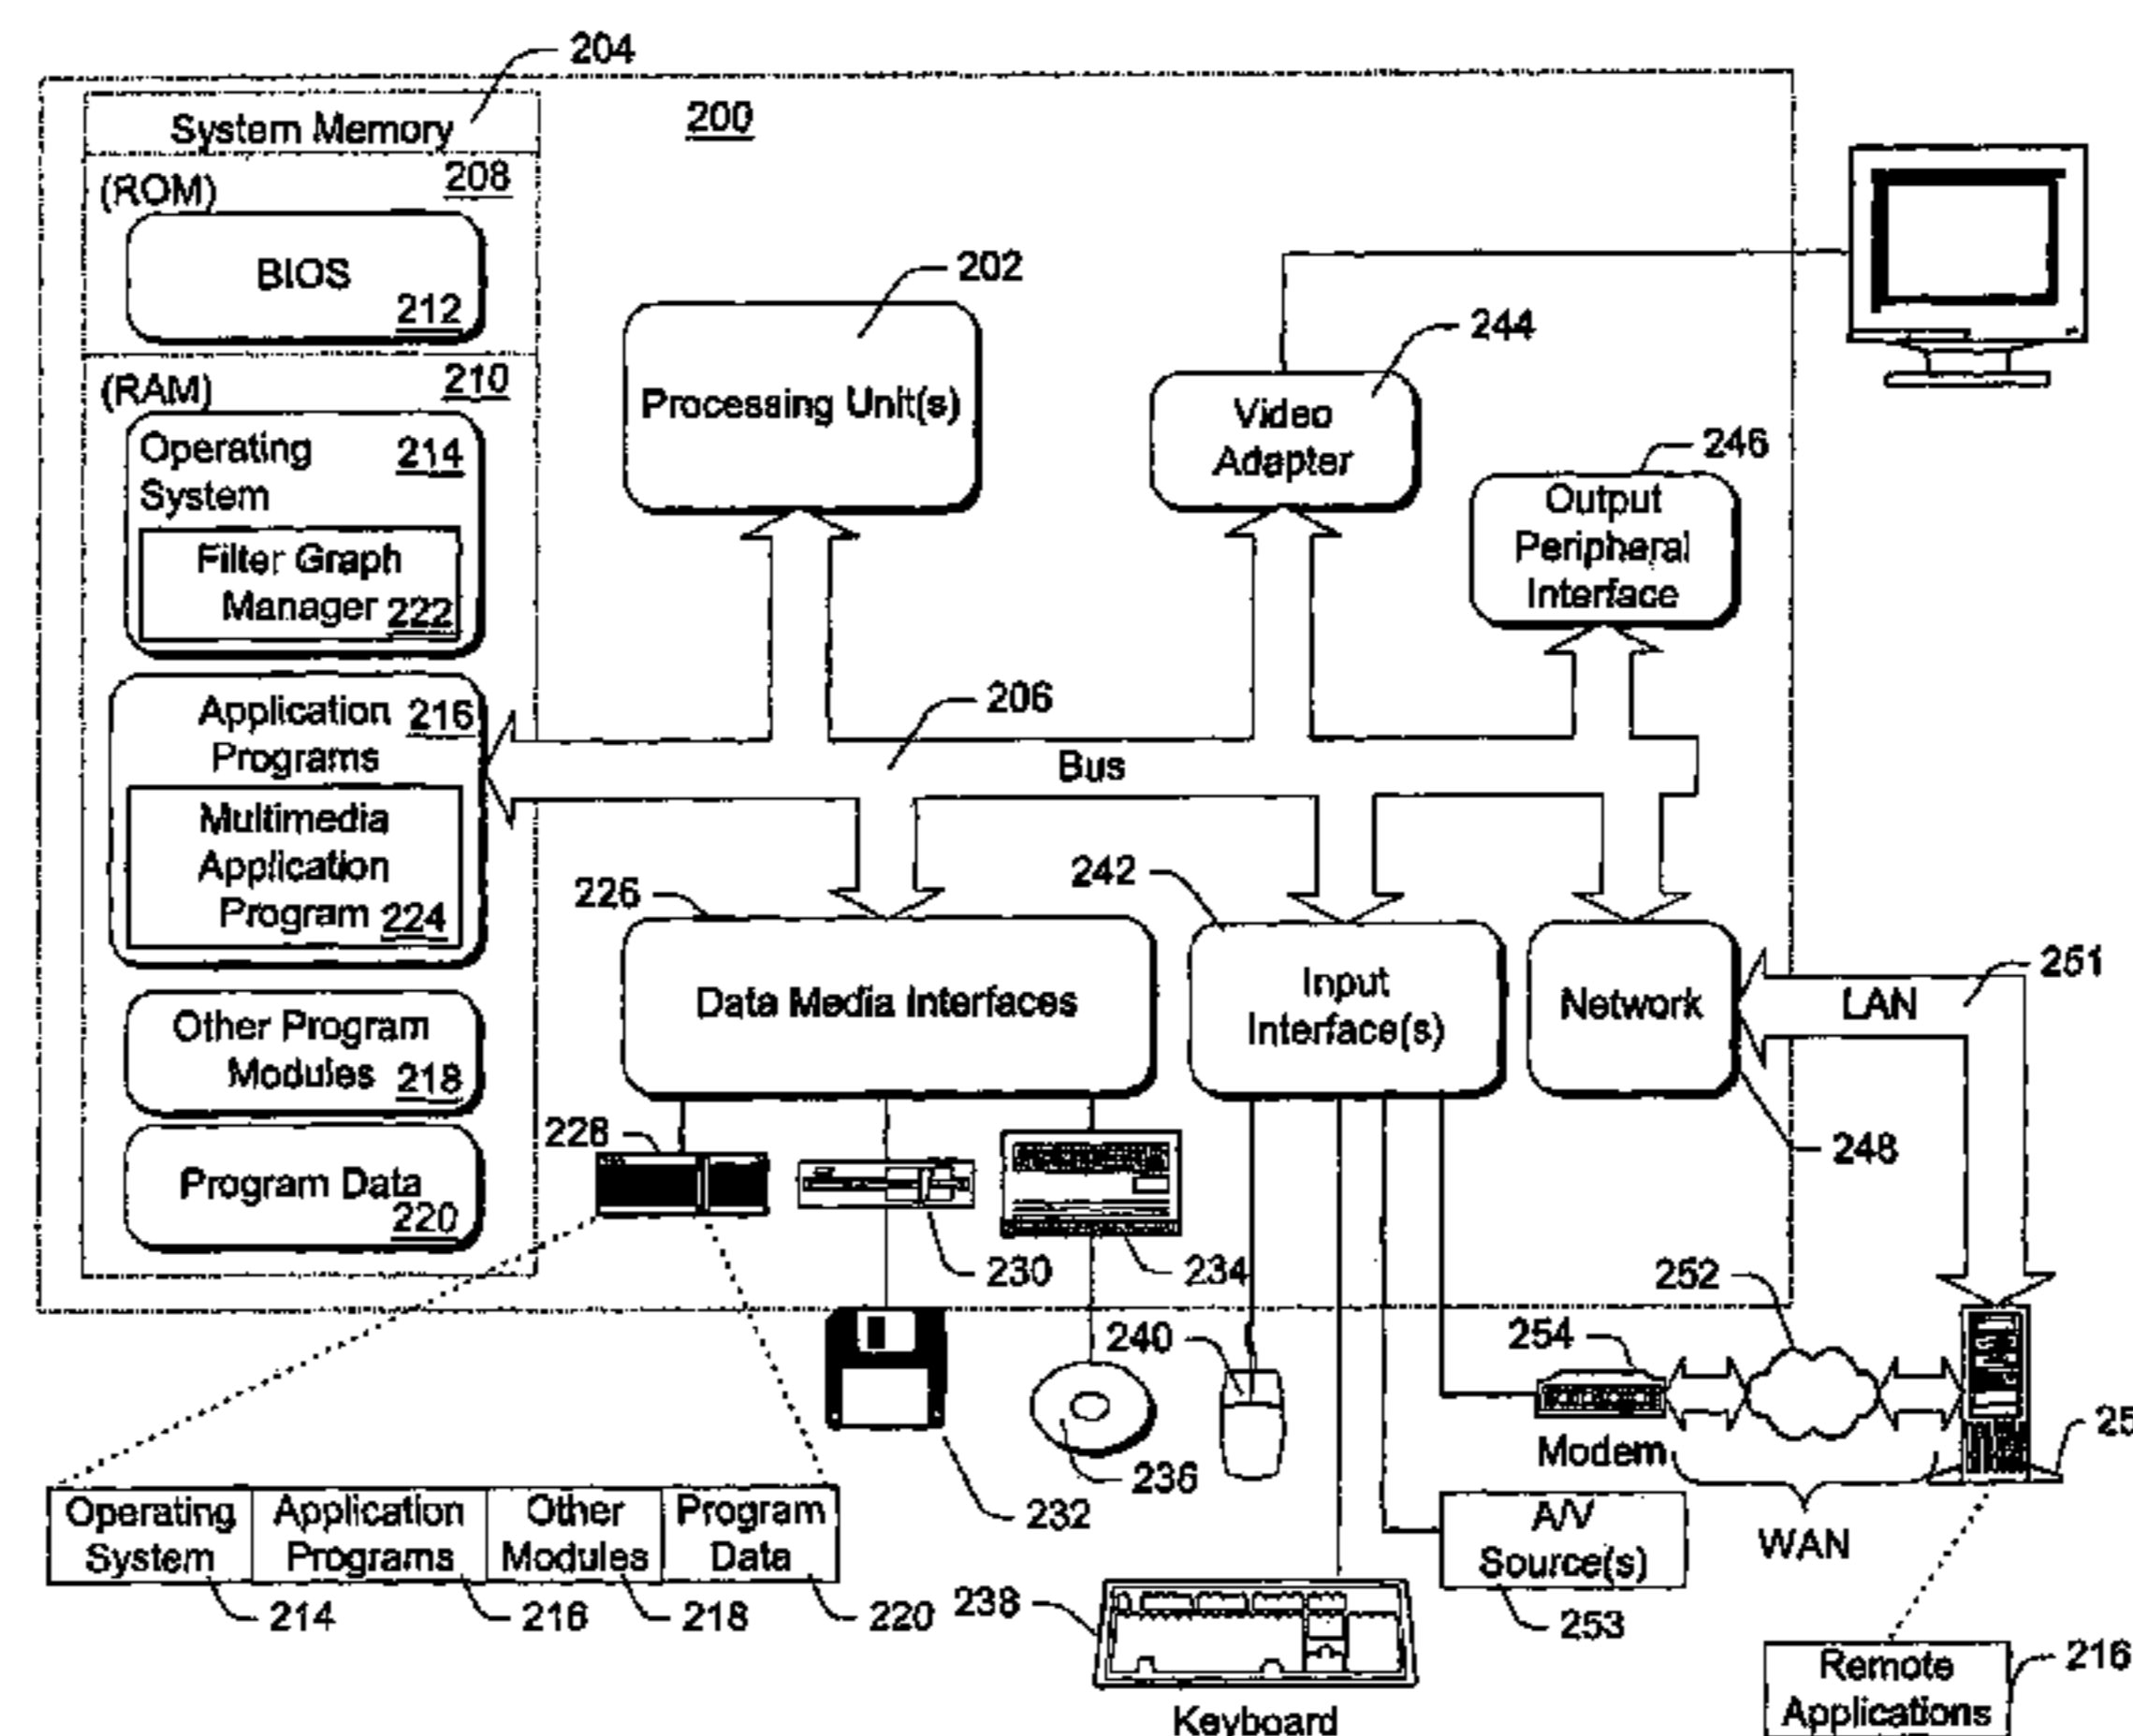 204
System Memory
200
(ROM)
208
BIOS
212
202
244
(RAM)
210
Processing Unit(s)
Video
Adapter
246
Operating
System
214
Output
Peripheral
Interface
Filter Graph
Manager 222
206
Application
Programs
216
Bus
Multimedia
Application
Program 224
226
242
251
Data Media Interfaces
Input
Interface(s)
Network
LAN
Other Program
Modules 218
228
248
Program Data
220
230
234
252
240
254
236
Modem
232
WAN
Operating
System
Application
Programs
Other
Modules
Program
Data
A/V
Source(s)
214
216
218
220
238
253
216
Remote
Applications
Keyboard